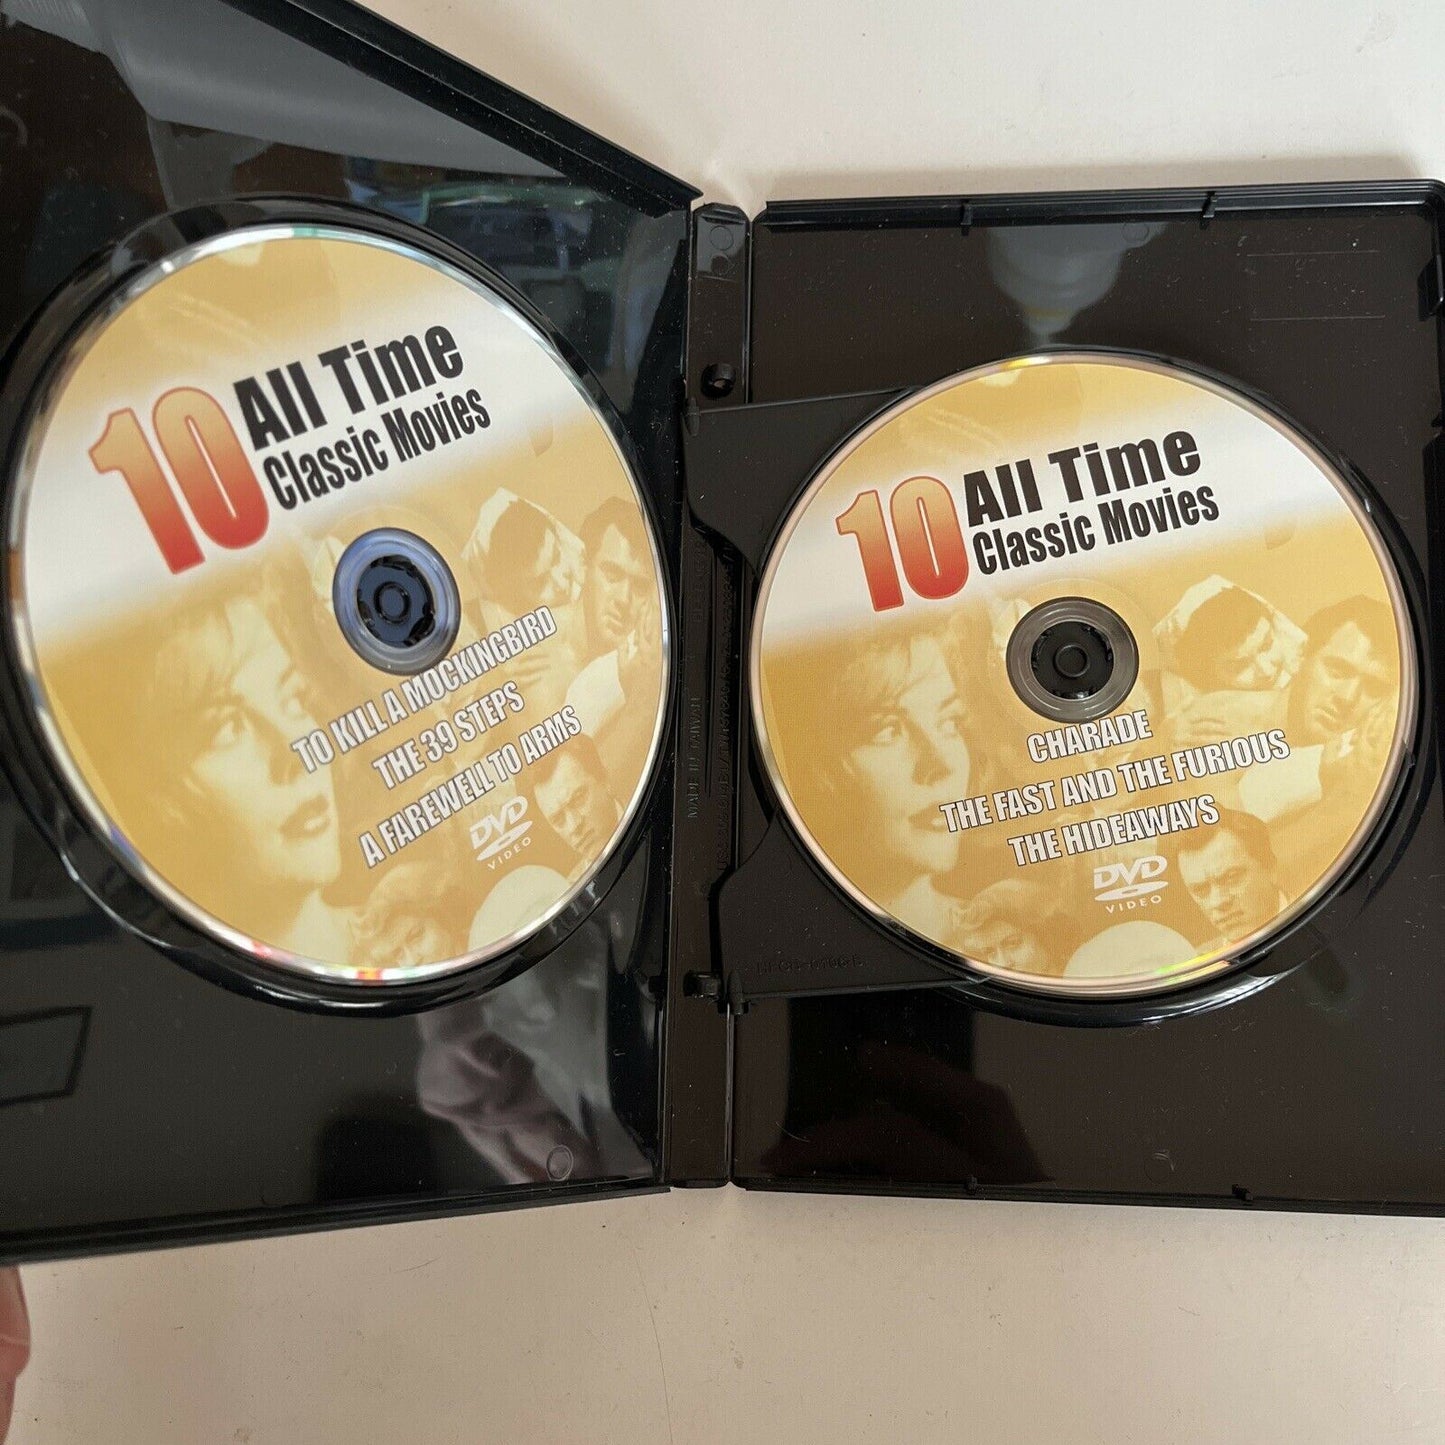 10 All Time
Classic Movies
TO KILL A MOCKINGBIRD
THE 39 STEPS
A FAREWELL TO ARMS
DVD
VIDEO
10 All Time
Classic Movies
CHARADE
THE FAST AND THE FURIOUS
THE HIDEAWAYS
DVD
VIDEO